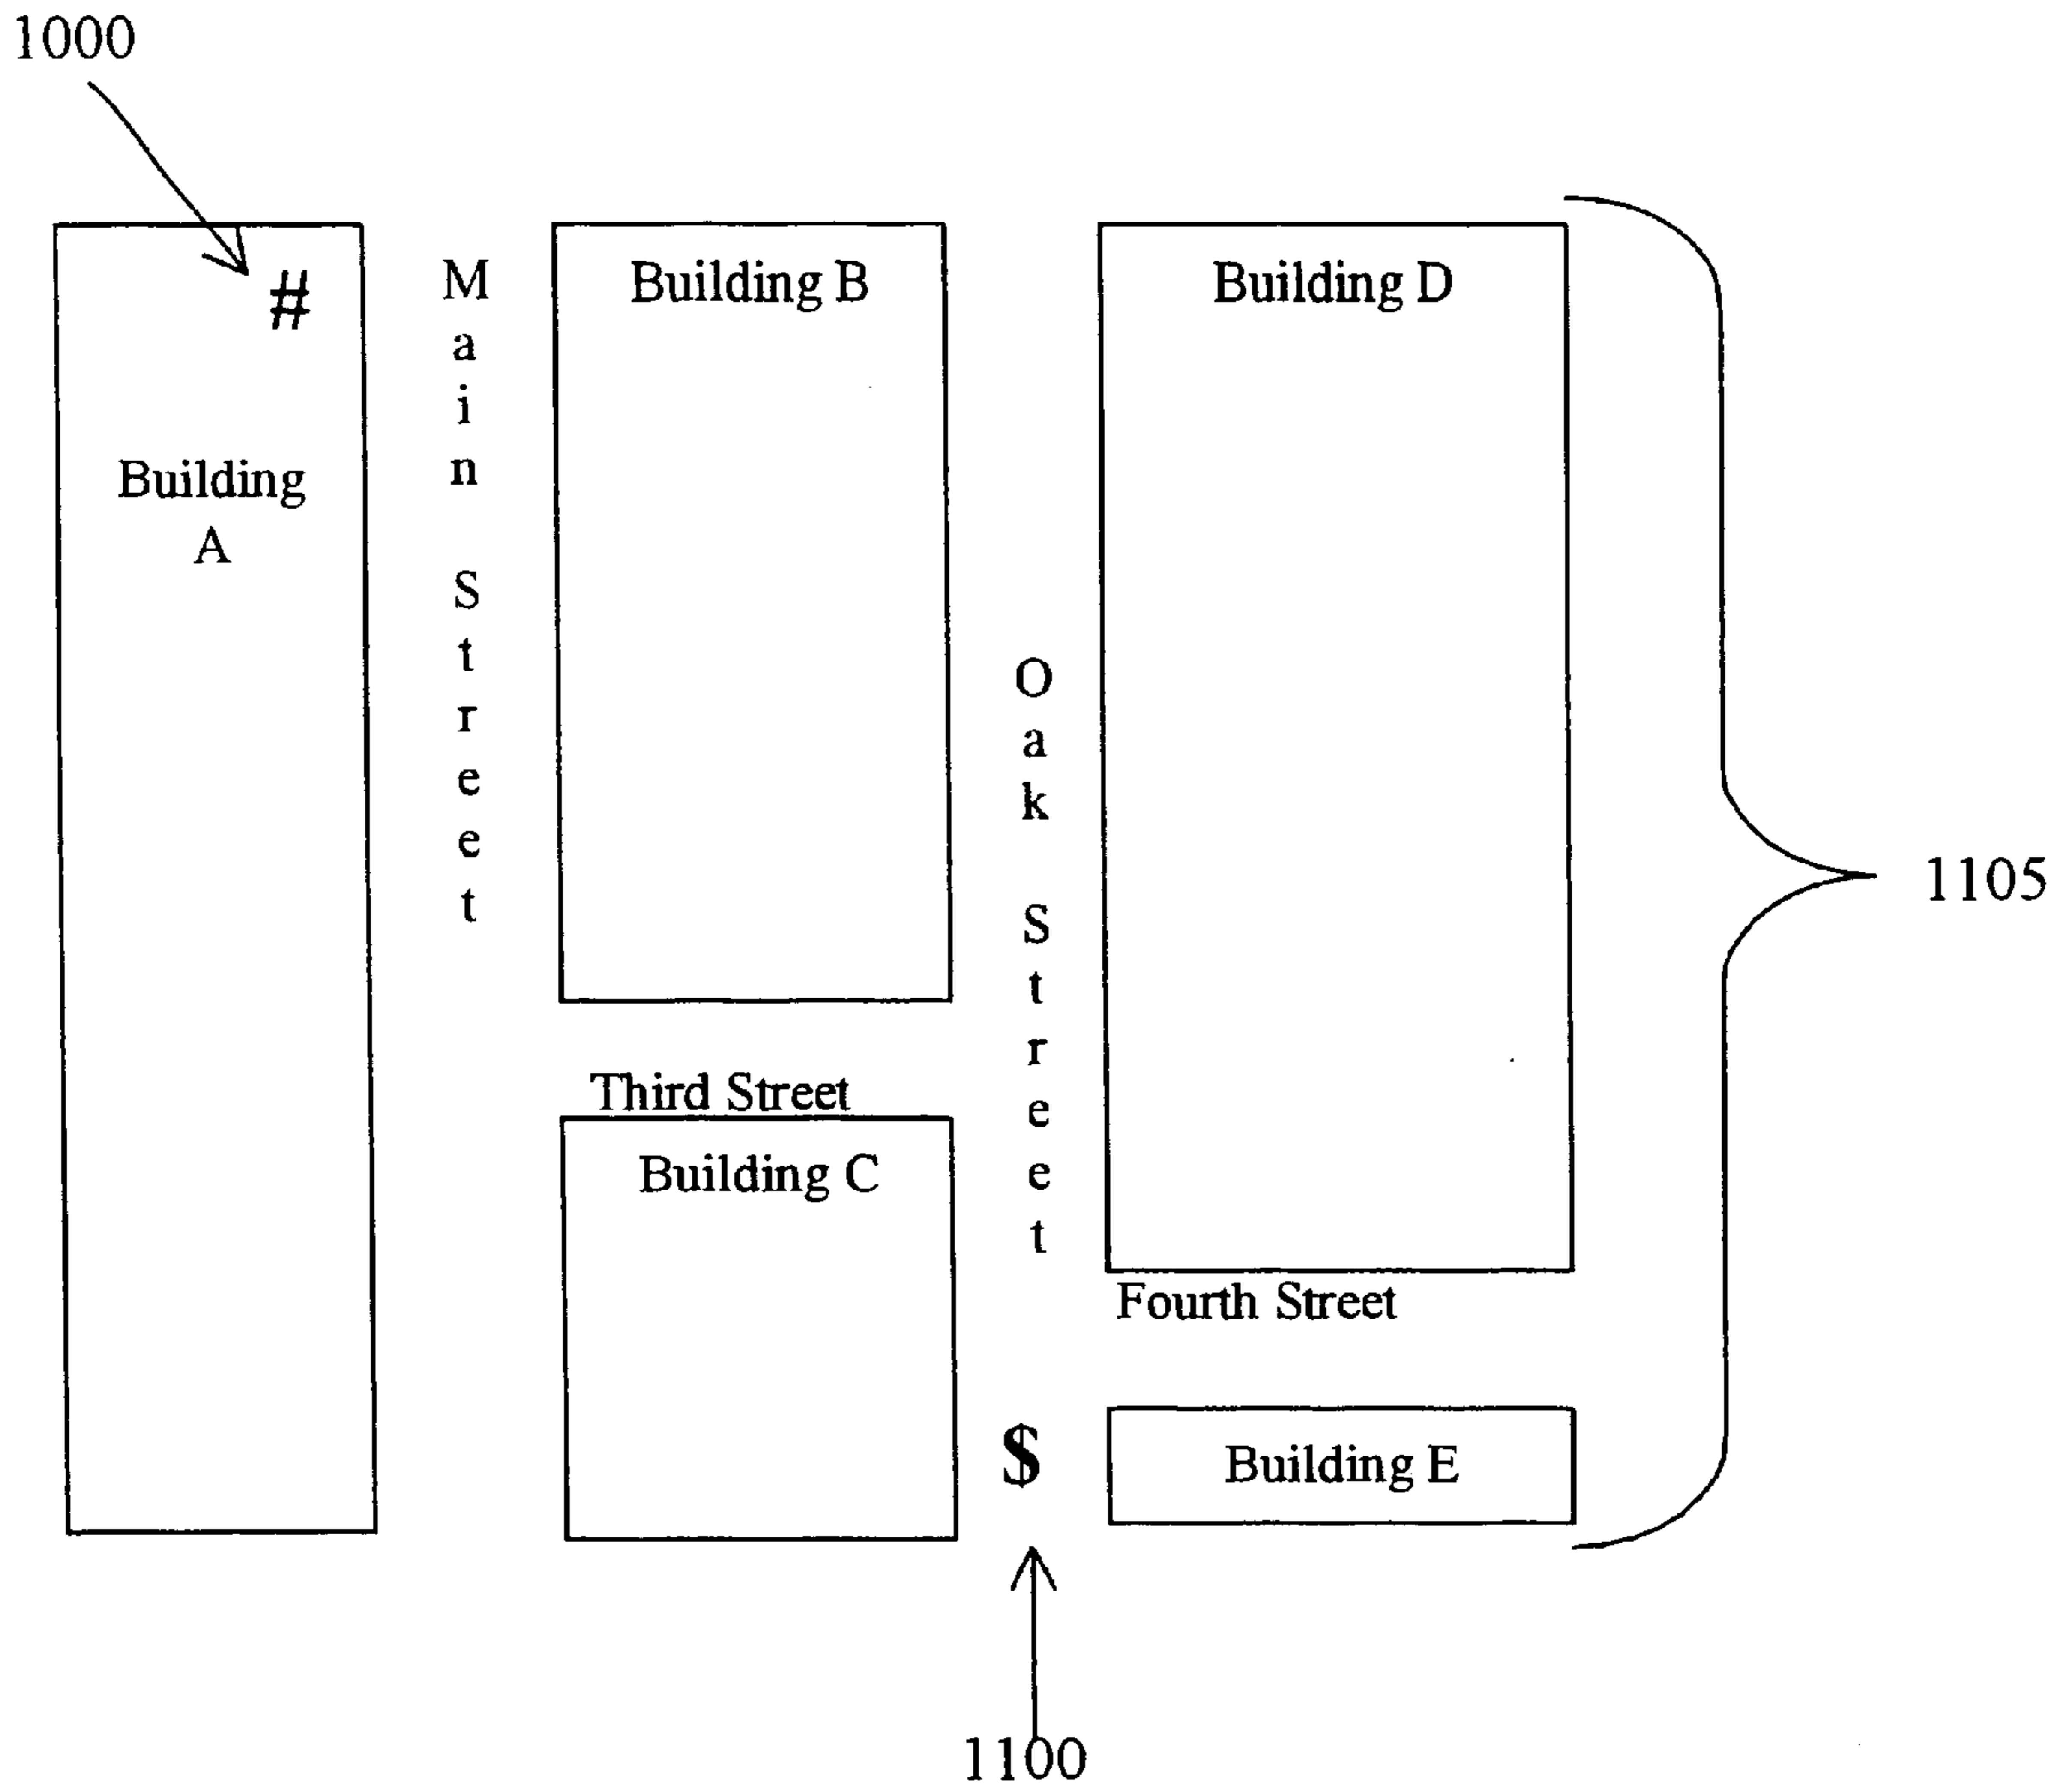 1000
#
Building
A
Main Street
Building B
Building D
Oak Street
Third Street
Building C
Fourth Street
$
Building E
1105
1100